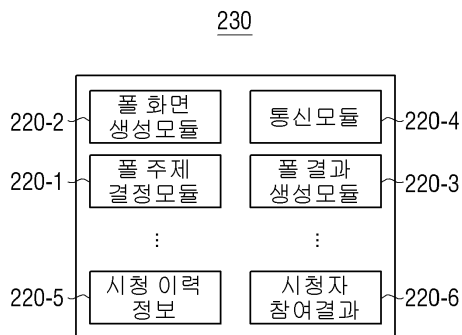 230
220-2
폴 화면
생성모듈
통신모듈
220-4
220-1
폴 주제
결정모듈
폴 결과
생성모듈
220-3
⋮
⋮
220-5
시청 이력
정보
시청자
참여결과
220-6